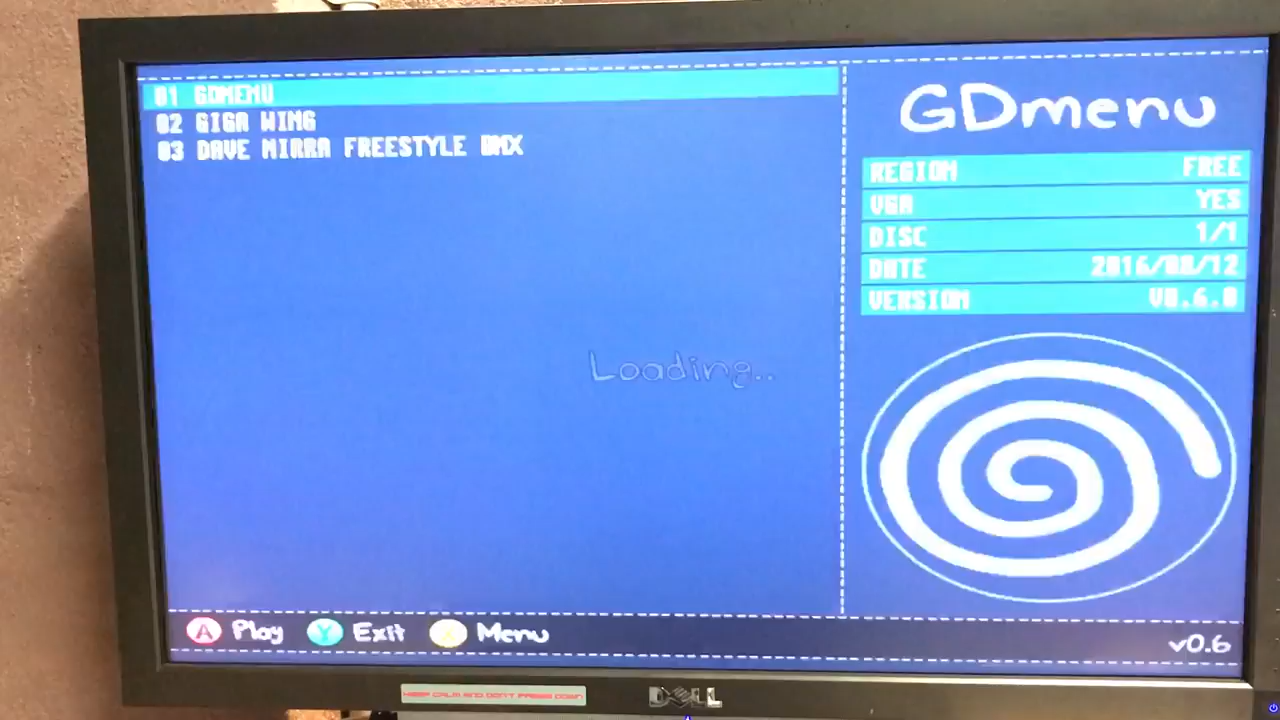 01 GDMENU
02 GIGA WING
03 DAVE MIRRA FREESTYLE BMX
Loading..
GDmenu
REGION FREE
VGA YES
DISC 1/1
DATE 2016/08/12
VERSION V0.6.0
A Play Y Exit X Menu
v0.6
KEEP CALM AND DON'T PRESS DOWN
DELL